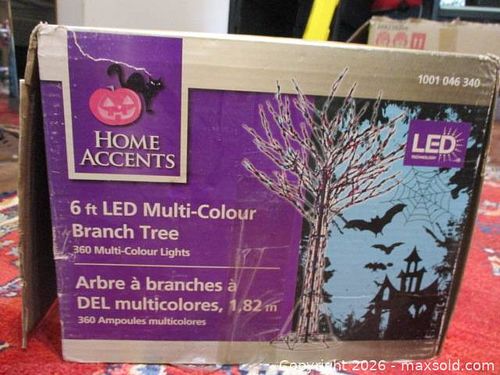 1001 046 340
HOME
ACCENTS
LED
TECHNOLOGY
6 ft LED Multi-Colour
Branch Tree
360 Multi-Colour Lights
Arbre à branches à
DEL multicolores, 1,82 m
360 Ampoules multicolores
Copyright 2026 - maxsold.com